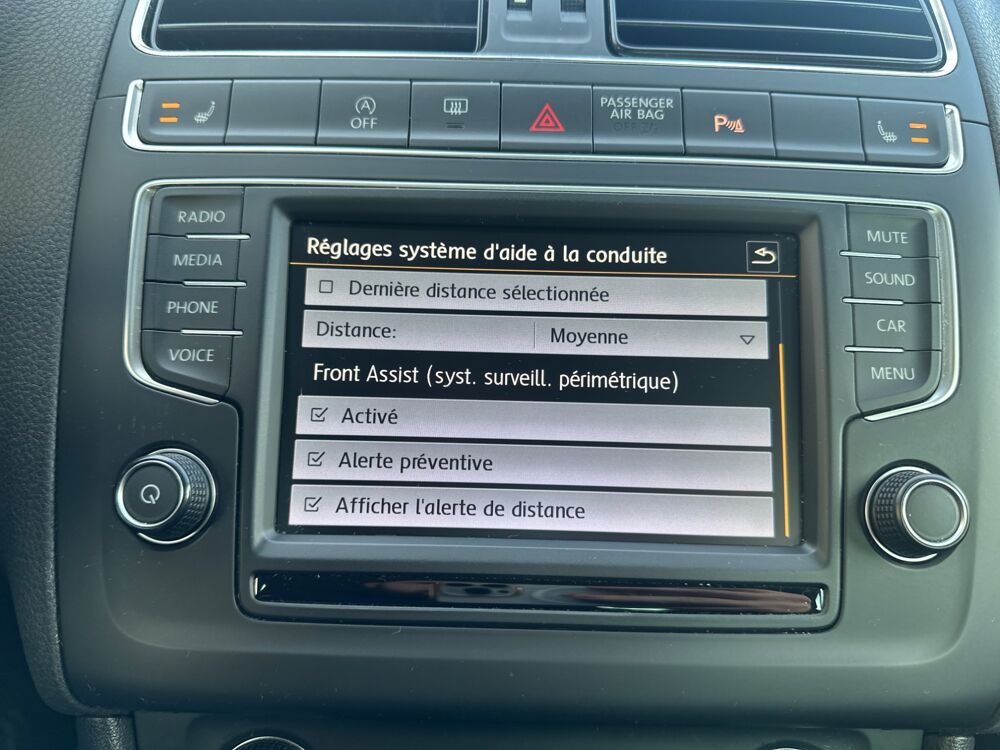 A
OFF
PASSENGER
AIR BAG
P
RADIO
MEDIA
PHONE
VOICE
Réglages système d'aide à la conduite
Dernière distance sélectionnée
Distance: Moyenne
Front Assist (syst. surveill. périmétrique)
Activé
Alerte préventive
Afficher l'alerte de distance
MUTE
SOUND
CAR
MENU